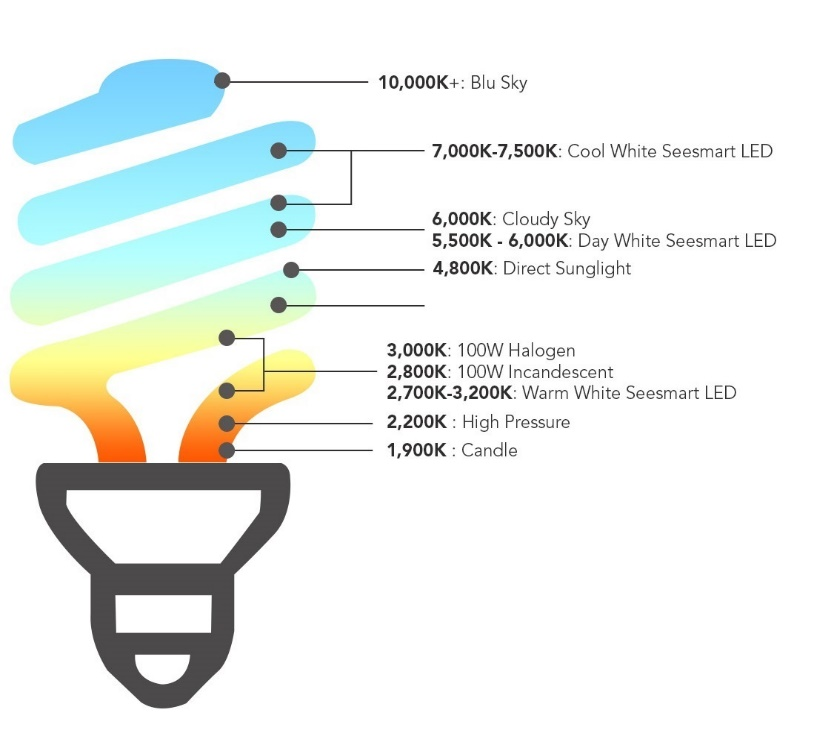 10,000K+: Blu Sky
7,000K-7,500K: Cool White Seesmart LED
6,000K: Cloudy Sky
5,500K - 6,000K: Day White Seesmart LED
4,800K: Direct Sunlight
3,000K: 100W Halogen
2,800K: 100W Incandescent
2,700K-3,200K: Warm White Seesmart LED
2,200K : High Pressure
1,900K : Candle